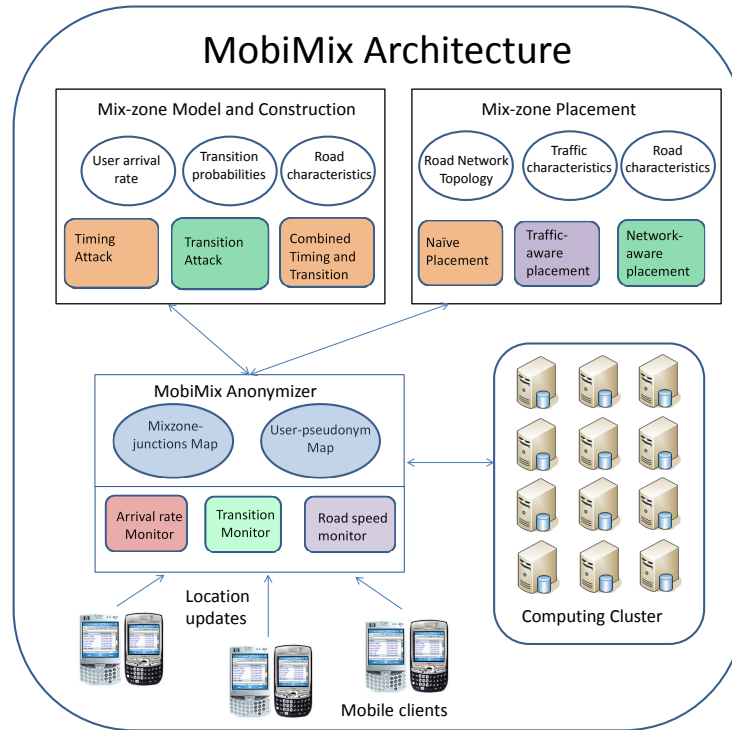 MobiMix Architecture
Mix-zone Model and Construction
User arrival
rate
Transition
probabilities
Road
characteristics
Timing
Attack
Transition
Attack
Combined
Timing and
Transition
Mix-zone Placement
Road Network
Topology
Traffic
characteristics
Road
characteristics
Naïve
Placement
Traffic-
aware
placement
Network-
aware
placement
MobiMix Anonymizer
Mixzone-
junctions Map
User-pseudonym
Map
Arrival rate
Monitor
Transition
Monitor
Road speed
monitor
Computing Cluster
Location
updates
Mobile clients